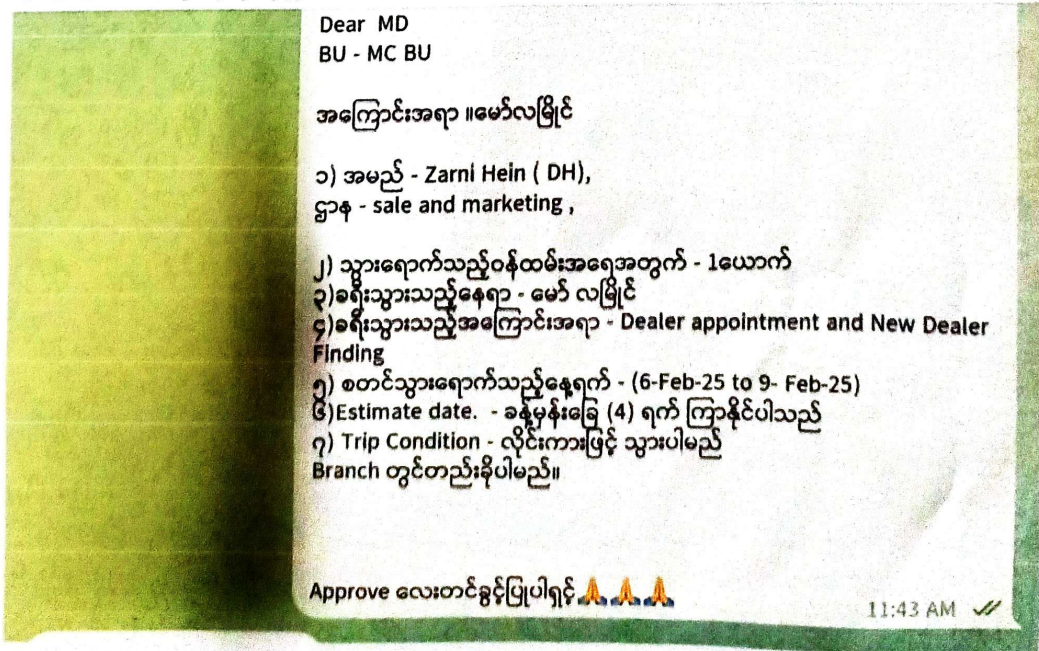 Dear MD
BU - MC BU
အကြောင်းအရာ ။မော်လမြိုင်
၁) အမည် - Zarni Hein ( DH),
ဌာန - sale and marketing ,
၂) သွားရောက်သည့်ဝန်ထမ်းအရေအတွက် - 1ယောက်
၃)ခရီးသွားသည့်နေရာ - မော် လမြိုင်
၄)ခရီးသွားသည့်အကြောင်းအရာ - Dealer appointment and New Dealer
Finding
၅) စတင်သွားရောက်သည့်နေ့ရက် - (6-Feb-25 to 9- Feb-25)
၆)Estimate date. - ခန့်မှန်းခြေ (4) ရက် ကြာနိုင်ပါသည်
၇) Trip Condition - လိုင်းကားဖြင့် သွားပါမည်
Branch တွင်တည်းခိုပါမည်။
Approve လေးတင်ခွင့်ပြုပါရှင့် 🙏 🙏 🙏
11:43 AM